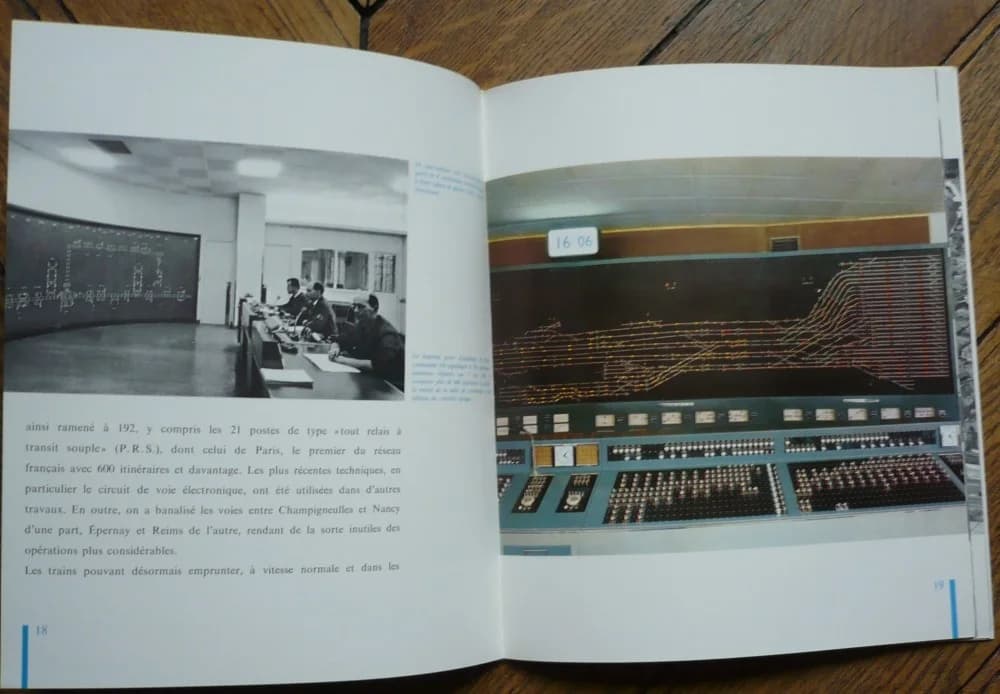 16 06
ainsi ramené à 192, y compris les 21 postes de type »tout relais à
transit souple« (P.R.S.), dont celui de Paris, le premier du réseau
français avec 600 itinéraires et davantage. Les plus récentes techniques, en
particulier le circuit de voie électronique, ont été utilisées dans d'autres
travaux. En outre, on a banalisé les voies entre Champigneulles et Nancy
d'une part, Épernay et Reims de l'autre, rendant de la sorte inutiles des
opérations plus considérables.
Les trains pouvant désormais emprunter, à vitesse normale et dans les
18
19